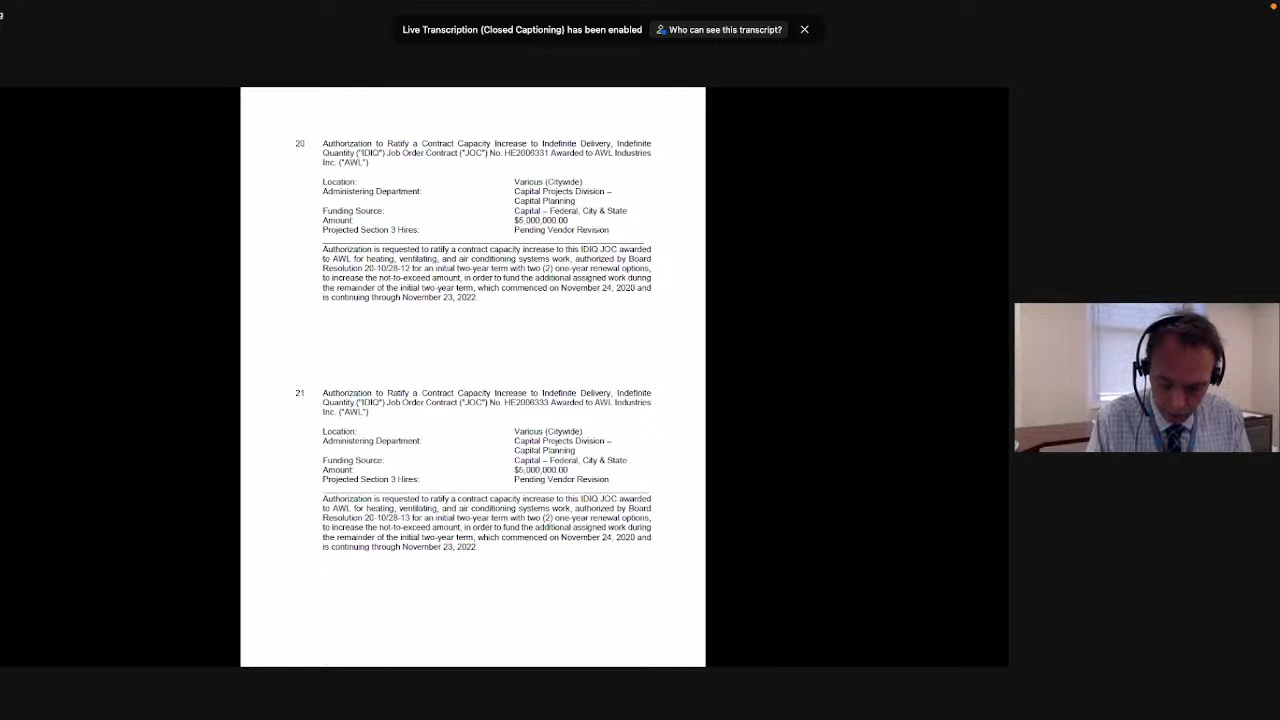 g
Live Transcription (Closed Captioning) has been enabled
Who can see this transcript?
20 Authorization to Ratify a Contract Capacity Increase to Indefinite Delivery, Indefinite
Quantity ("IDIQ") Job Order Contract ("JOC") No. HE2006331 Awarded to AWL Industries
Inc. ("AWL")
Location: Various (Citywide)
Administering Department: Capital Projects Division –
Capital Planning
Funding Source: Capital – Federal, City & State
Amount: $5,000,000.00
Projected Section 3 Hires: Pending Vendor Revision
Authorization is requested to ratify a contract capacity increase to this IDIQ JOC awarded
to AWL for heating, ventilating, and air conditioning systems work, authorized by Board
Resolution 20-10/28-12 for an initial two-year term with two (2) one-year renewal options,
to increase the not-to-exceed amount, in order to fund the additional assigned work during
the remainder of the initial two-year term, which commenced on November 24, 2020 and
is continuing through November 23, 2022.
21 Authorization to Ratify a Contract Capacity Increase to Indefinite Delivery, Indefinite
Quantity ("IDIQ") Job Order Contract ("JOC") No. HE2006333 Awarded to AWL Industries
Inc. ("AWL")
Location: Various (Citywide)
Administering Department: Capital Projects Division –
Capital Planning
Funding Source: Capital – Federal, City & State
Amount: $5,000,000.00
Projected Section 3 Hires: Pending Vendor Revision
Authorization is requested to ratify a contract capacity increase to this IDIQ JOC awarded
to AWL for heating, ventilating, and air conditioning systems work, authorized by Board
Resolution 20-10/28-13 for an initial two-year term with two (2) one-year renewal options,
to increase the not-to-exceed amount, in order to fund the additional assigned work during
the remainder of the initial two-year term, which commenced on November 24, 2020 and
is continuing through November 23, 2022.